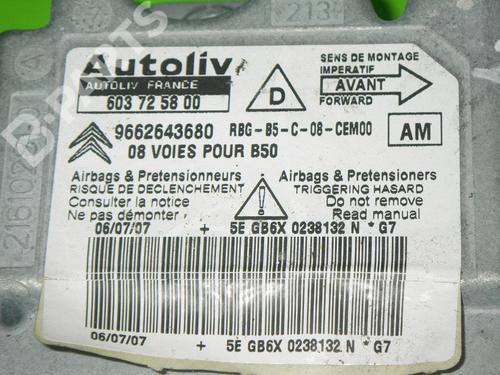 213
Autoliv
AUTOLIV FRANCE
603 72 58 00
D
SENS DE MONTAGE
IMPERATIF
AVANT
FORWARD
9662643680 RBG-B5-C-08-CEM00
AM
08 VOIES POUR B50
Airbags & Pretensionneurs
RISQUE DE DECLENCHEMENT
Consulter la notice
Ne pas démonter
Airbags & Pretensioners
TRIGGERING HASARD
Do not remove
Read manual
06/07/07 + 5E GB6X 0238132 N * G7
06/07/07 + 5E GB6X 0238132 N * G7
B-PARTS